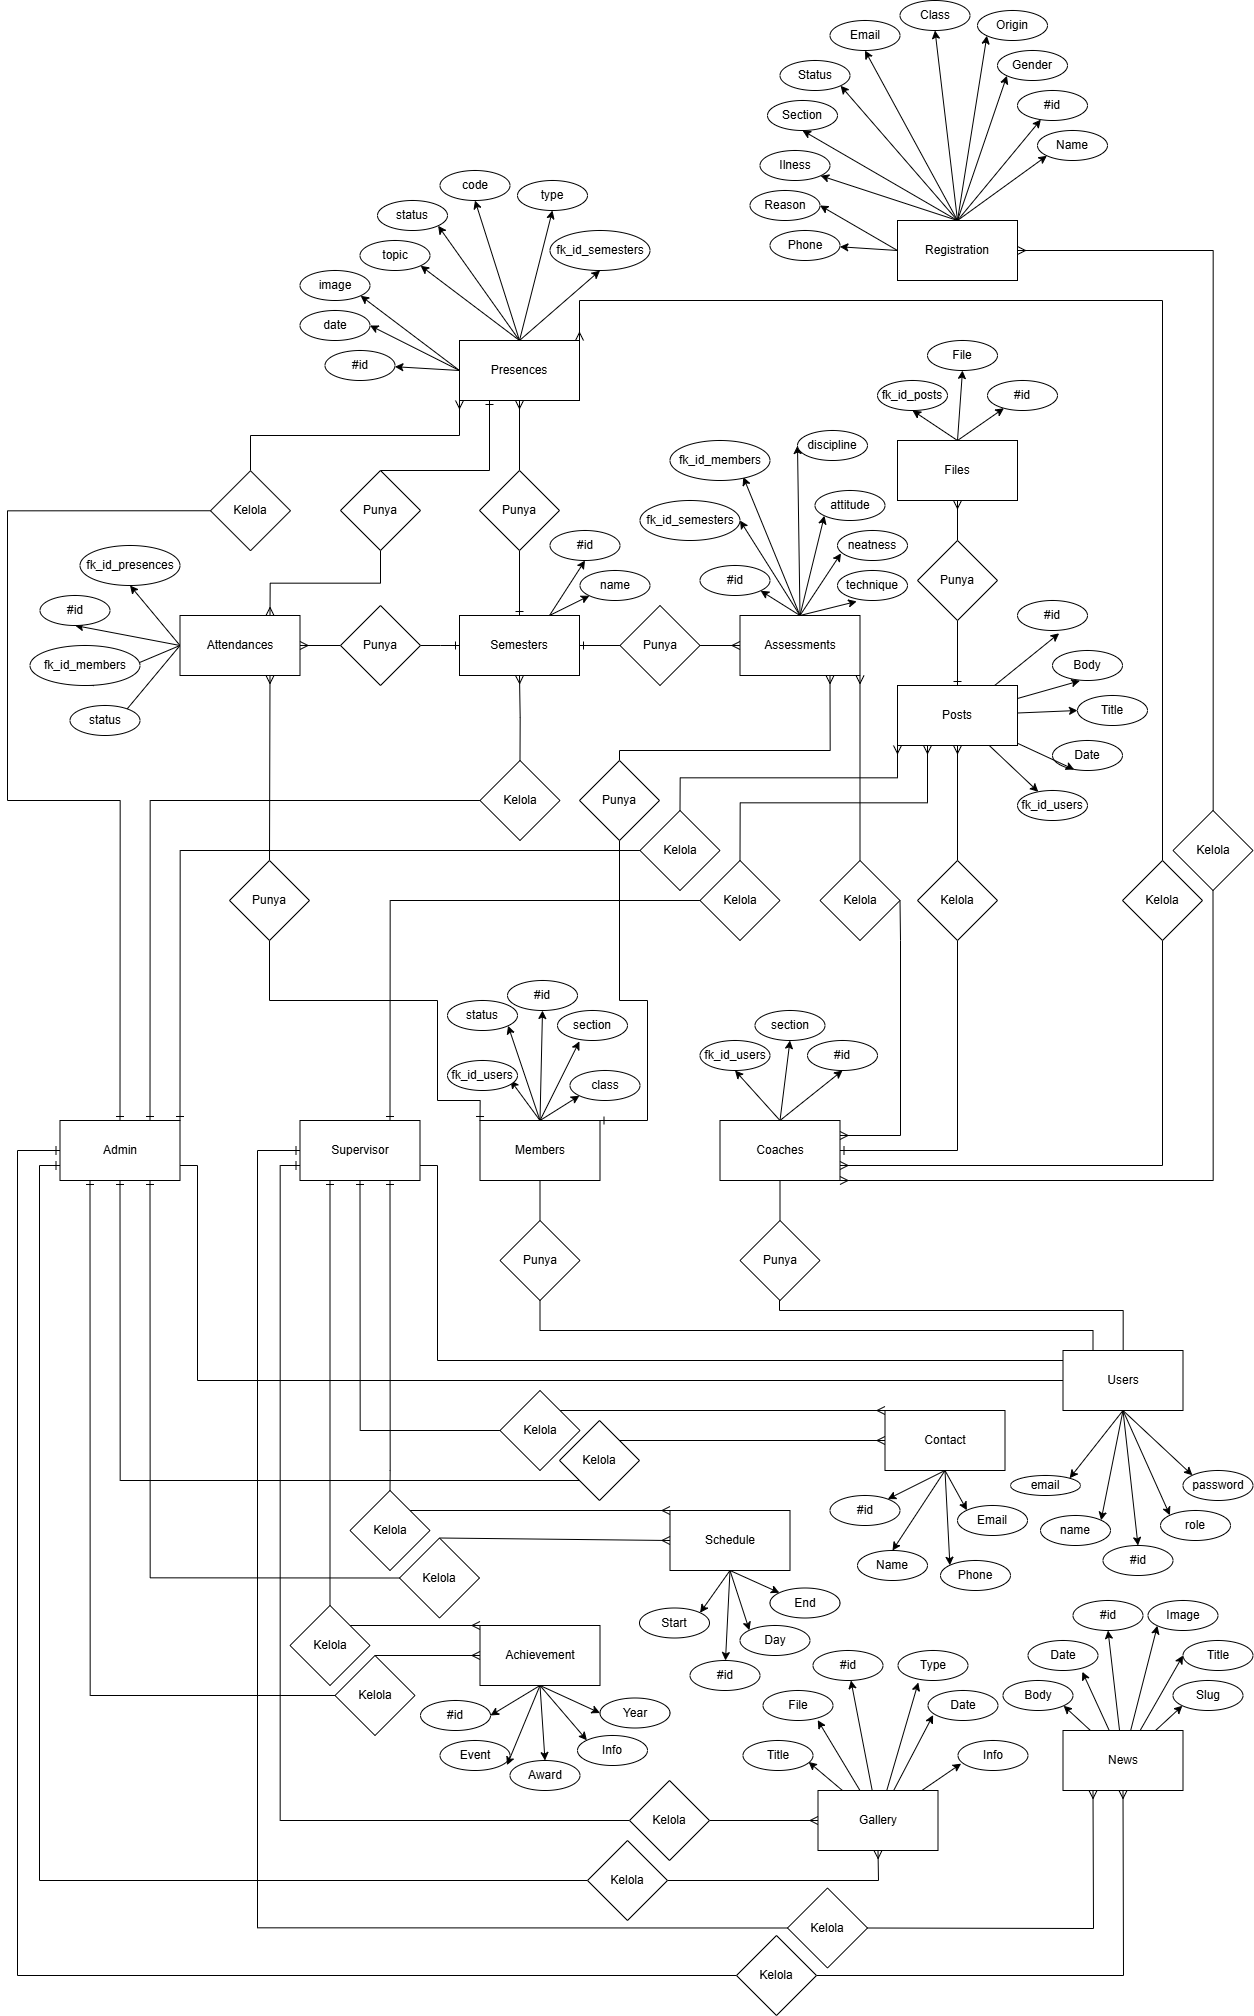 Class
Origin
Email
Gender
Status
#id
Section
Name
Ilness
Reason
Phone
Registration
code
type
status
fk_id_semesters
topic
image
date
#id
Presences
File
fk_id_posts
#id
Files
discipline
fk_id_members
attitude
fk_id_semesters
neatness
#id
technique
Kelola
Punya
Punya
#id
name
Punya
fk_id_presences
#id
fk_id_members
status
Attendances
Punya
Semesters
Punya
Assessments
#id
Body
Title
Date
fk_id_users
Posts
Kelola
Punya
Kelola
Kelola
Punya
Kelola
Kelola
Kelola
Kelola
#id
status
section
fk_id_users
class
section
fk_id_users
#id
Admin
Supervisor
Members
Coaches
Punya
Punya
Users
Kelola
Contact
Kelola
email
password
name
role
#id
#id
Email
Name
Phone
Kelola
Schedule
Kelola
Start
End
Day
#id
Kelola
Achievement
Kelola
#id
Year
Event
Info
Award
#id
Type
File
Date
Title
Info
#id
Image
Date
Title
Body
Slug
News
Kelola
Gallery
Kelola
Kelola
Kelola